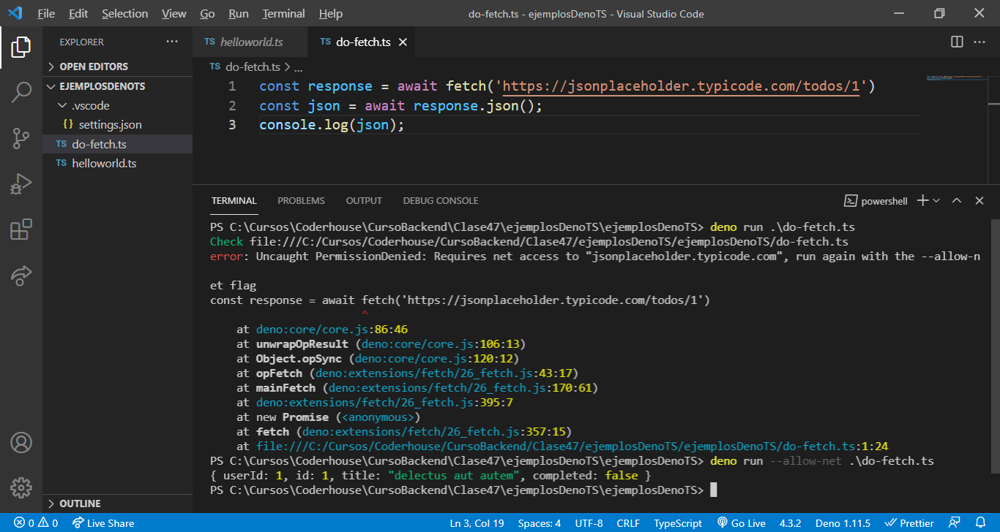 File Edit Selection View Go Run Terminal Help
do-fetch.ts - ejemplosDenoTS - Visual Studio Code
EXPLORER
OPEN EDITORS
EJEMPLOSDENOTS
.vscode
{} settings.json
TS do-fetch.ts
TS helloworld.ts
OUTLINE
TS helloworld.ts
TS do-fetch.ts
TS do-fetch.ts > ...
1 const response = await fetch('https://jsonplaceholder.typicode.com/todos/1')
2 const json = await response.json();
3 console.log(json);
TERMINAL PROBLEMS OUTPUT DEBUG CONSOLE
powershell
PS C:\Cursos\Coderhouse\CursoBackend\Clase47\ejemplosDenoTS\ejemplosDenoTS> deno run .\do-fetch.ts
Check file:///C:/Cursos/Coderhouse/CursoBackend/Clase47/ejemplosDenoTS/ejemplosDenoTS/do-fetch.ts
error: Uncaught PermissionDenied: Requires net access to "jsonplaceholder.typicode.com", run again with the --allow-n
et flag
const response = await fetch('https://jsonplaceholder.typicode.com/todos/1')
^
at deno:core/core.js:86:46
at unwrapOpResult (deno:core/core.js:106:13)
at Object.opSync (deno:core/core.js:120:12)
at opFetch (deno:extensions/fetch/26_fetch.js:43:17)
at mainFetch (deno:extensions/fetch/26_fetch.js:170:61)
at deno:extensions/fetch/26_fetch.js:395:7
at new Promise (<anonymous>)
at fetch (deno:extensions/fetch/26_fetch.js:357:15)
at file:///C:/Cursos/Coderhouse/CursoBackend/Clase47/ejemplosDenoTS/ejemplosDenoTS/do-fetch.ts:1:24
PS C:\Cursos\Coderhouse\CursoBackend\Clase47\ejemplosDenoTS\ejemplosDenoTS> deno run --allow-net .\do-fetch.ts
{ userId: 1, id: 1, title: "delectus aut autem", completed: false }
PS C:\Cursos\Coderhouse\CursoBackend\Clase47\ejemplosDenoTS\ejemplosDenoTS>
0 0 Live Share
Ln 3, Col 19 Spaces: 4 UTF-8 CRLF TypeScript Go Live 4.3.2 Deno 1.11.5 Prettier